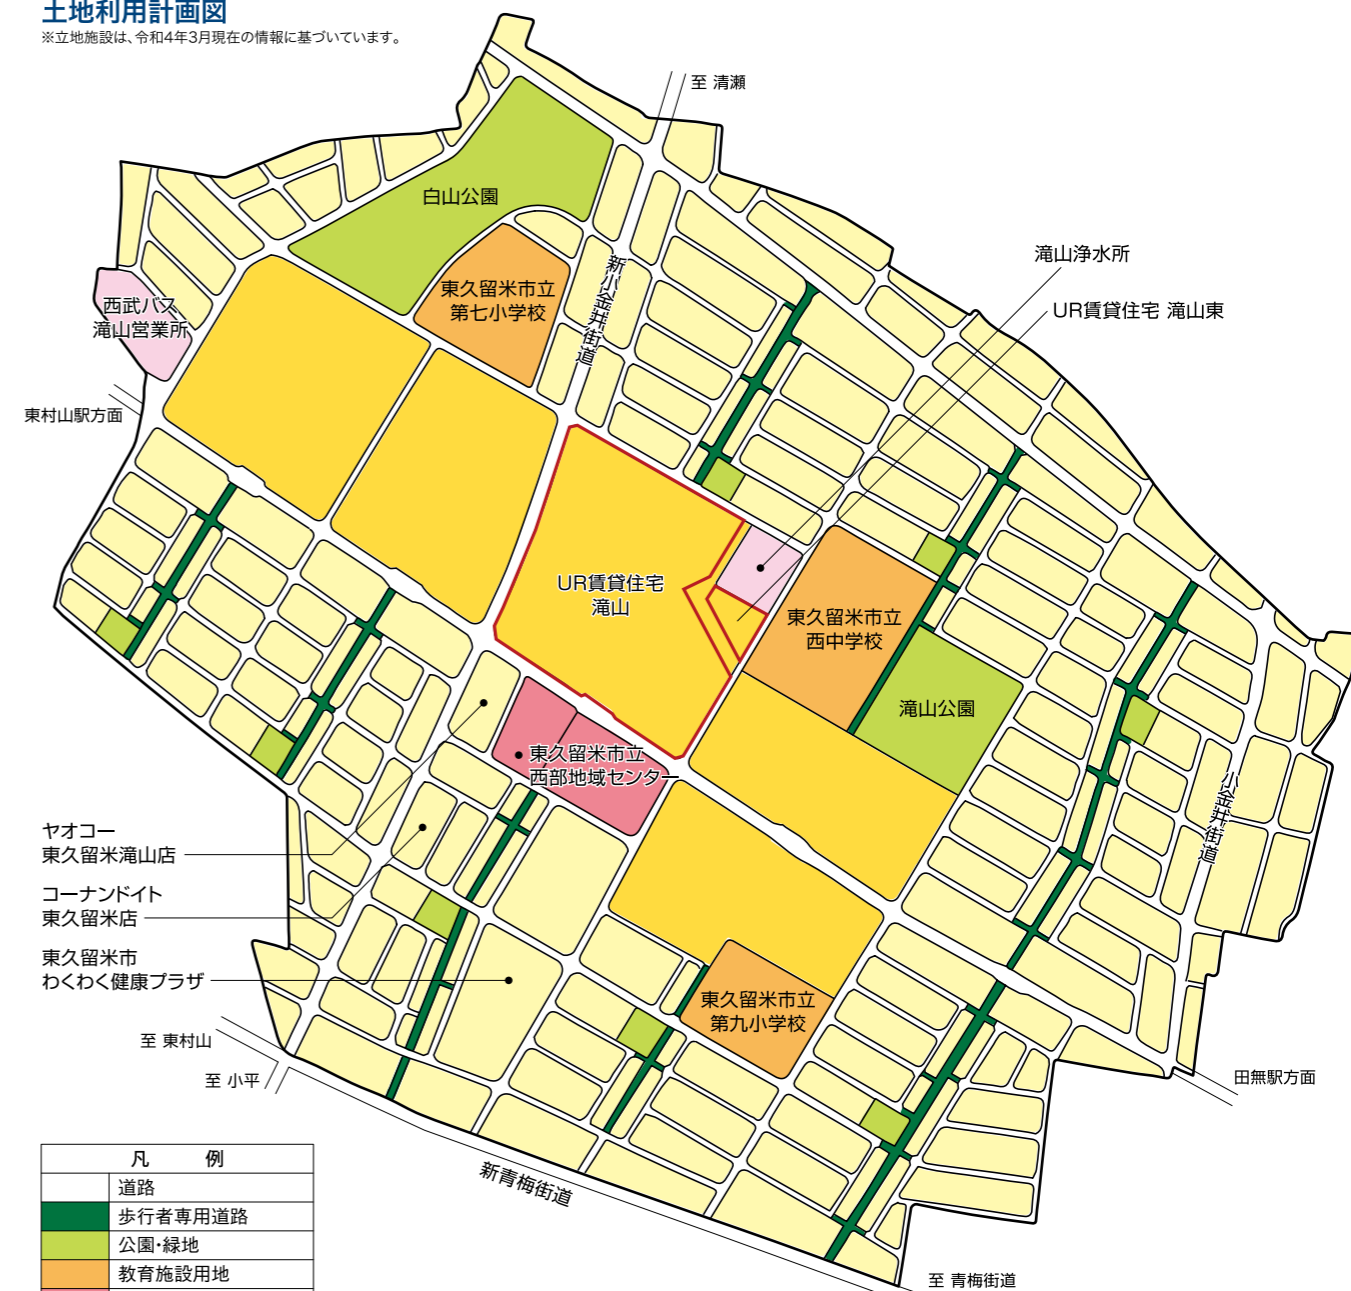 土地利用計画図
※立地施設は、令和4年3月現在の情報に基づいています。
至 清瀬
白山公園
滝山浄水所
新小金井街道
東久留米市立
第七小学校
西武バス
滝山営業所
UR賃貸住宅 滝山東
東村山駅方面
UR賃貸住宅
滝山
東久留米市立
西中学校
滝山公園
東久留米市立
西部地域センター
小金井街道
ヤオコー
東久留米滝山店
コーナンドイト
東久留米店
東久留米市
わくわく健康プラザ
東久留米市立
第九小学校
至 東村山
至 小平
田無駅方面
新青梅街道
至 青梅街道
凡 例
道路
歩行者専用道路
公園・緑地
教育施設用地